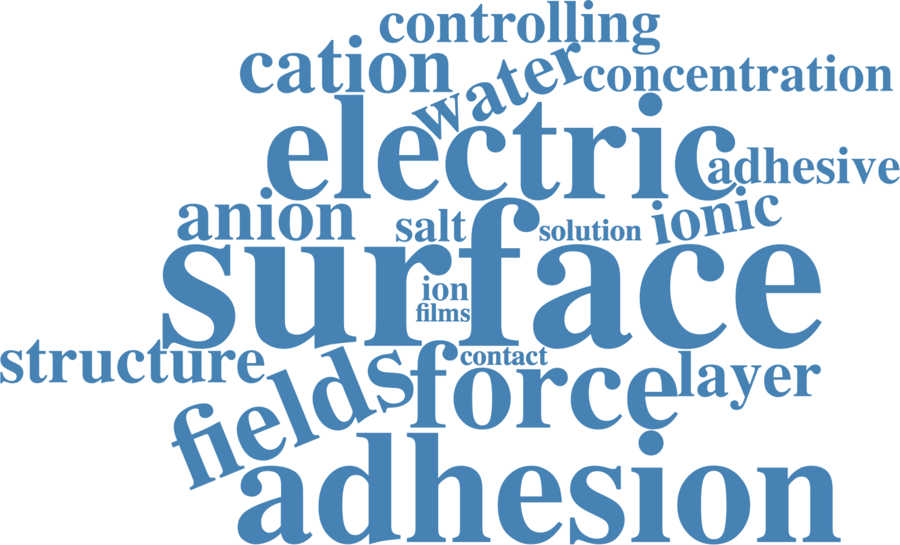 controlling
cation
water
concentration
electric
adhesive
anion
salt
solution
ionic
surface
ion
films
structure
contact
fields
force
layer
adhesion